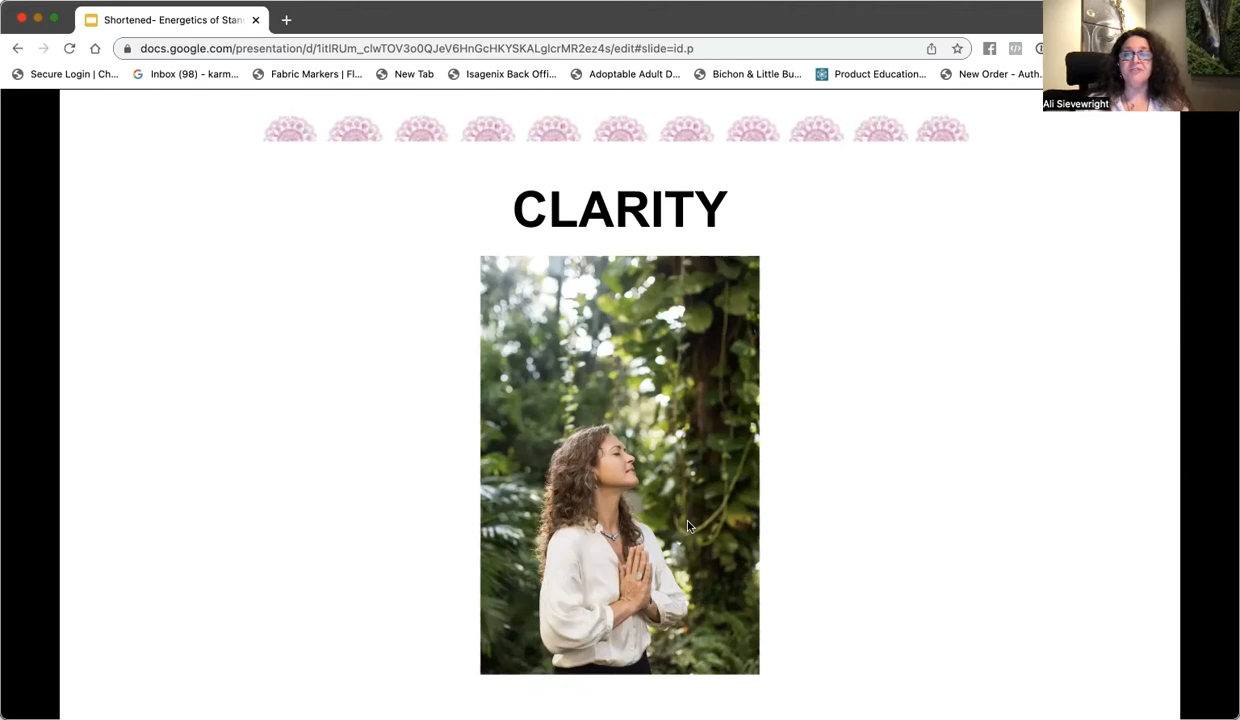 Shortened- Energetics of Stan
docs.google.com/presentation/d/1itlRUm_clwTOV3o0QJeV6HnGcHKYSKALglcrMR2ez4s/edit#slide=id.p
Secure Login | Ch...
Inbox (98) - karm...
Fabric Markers | Fl...
New Tab
Isagenix Back Offi...
Adoptable Adult D...
Bichon & Little Bu...
Product Education...
New Order - Auth...
Ali Sievewright
CLARITY